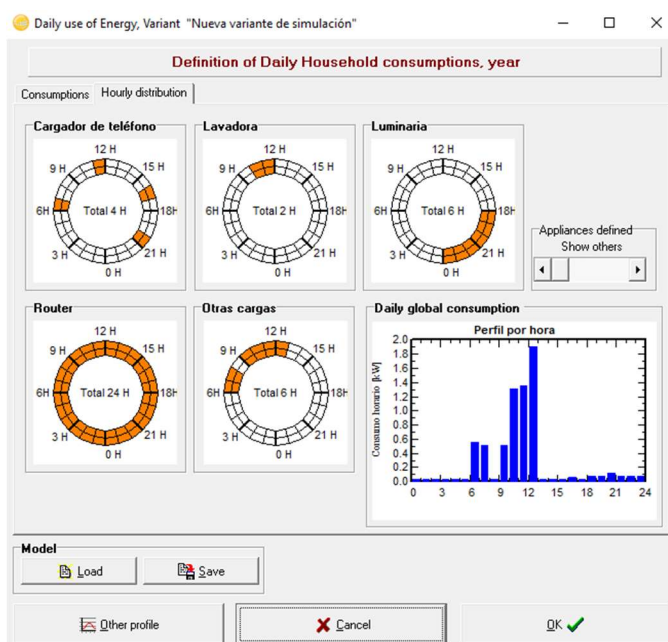 Daily use of Energy, Variant "Nueva variante de simulación"
Definition of Daily Household consumptions, year
Consumptions Hourly distribution
Cargador de teléfono
12 H
9 H 15 H
6H Total 4 H 18H
3 H 21 H
0 H
Lavadora
12 H
9 H 15 H
6H Total 2 H 18H
3 H 21 H
0 H
Luminaria
12 H
9 H 15 H
6H Total 6 H 18H
3 H 21 H
0 H
Appliances defined
Show others
Router
12 H
9 H 15 H
6H Total 24 H 18H
3 H 21 H
0 H
Otras cargas
12 H
9 H 15 H
6H Total 6 H 18H
3 H 21 H
0 H
Daily global consumption
Perfil por hora
Consumo horario [kW]
2.0
1.8
1.6
1.4
1.2
1.0
0.8
0.6
0.4
0.2
0.0
0 3 6 9 12 15 18 21 24
Model
Load Save
Other profile Cancel OK